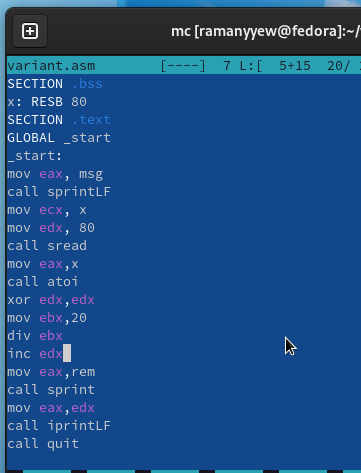 mc [ramanyyew@fedora]:~/
variant.asm [----] 7 L:[ 5+15 20/
SECTION .bss
x: RESB 80
SECTION .text
GLOBAL _start
_start:
mov eax, msg
call sprintLF
mov ecx, x
mov edx, 80
call sread
mov eax,x
call atoi
xor edx,edx
mov ebx,20
div ebx
inc edx
mov eax,rem
call sprint
mov eax,edx
call iprintLF
call quit